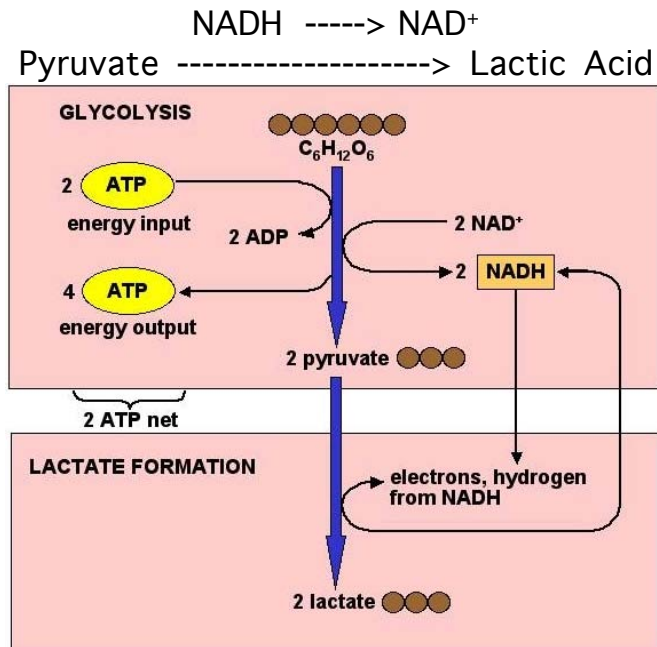 NADH -----> NAD⁺
Pyruvate --------------------> Lactic Acid
GLYCOLYSIS
C₆H₁₂O₆
2 ATP
energy input
2 ADP
2 NAD⁺
2 NADH
4 ATP
energy output
2 pyruvate
2 ATP net
LACTATE FORMATION
electrons, hydrogen
from NADH
2 lactate